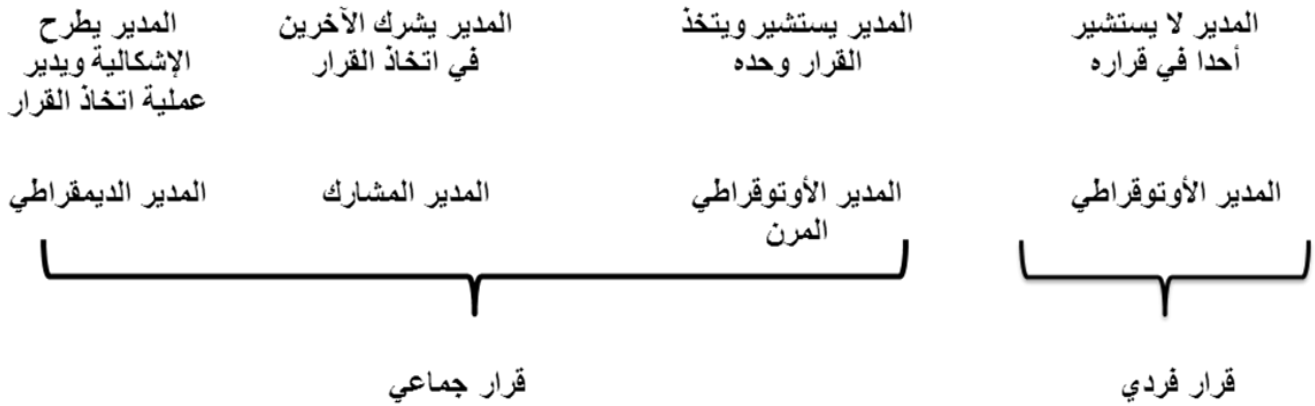 المدير لا يستشير
أحدا في قراره
المدير يستشير ويتخذ
القرار وحده
المدير يشرك الآخرين
في اتخاذ القرار
المدير يطرح
الإشكالية ويدير
عملية اتخاذ القرار
المدير الأوتوقراطي
المدير الأوتوقراطي
المرن
المدير المشارك
المدير الديمقراطي
قرار فردي
قرار جماعي